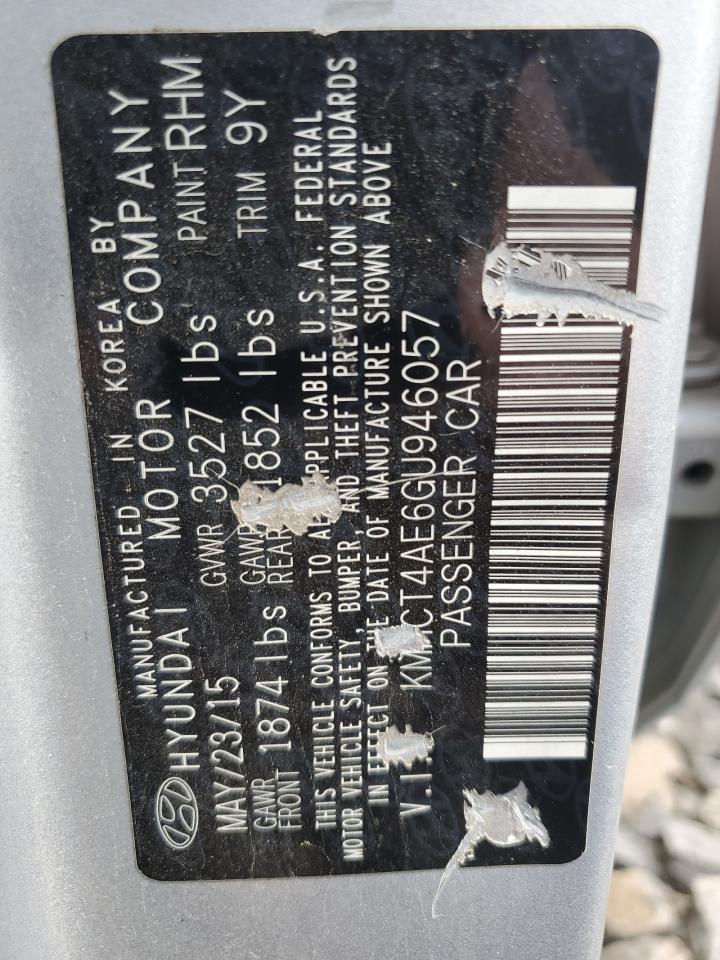 MANUFACTURED IN KOREA BY
HYUNDAI MOTOR COMPANY
MAY/23/15 GVWR 3527 lbs PAINT RHM
GAWR FRONT 1874 lbs GAWR REAR 1852 lbs TRIM 9Y
THIS VEHICLE CONFORMS TO APPLICABLE U.S.A. FEDERAL
MOTOR VEHICLE SAFETY, BUMPER, AND THEFT PREVENTION STANDARDS
IN EFFECT ON THE DATE OF MANUFACTURE SHOWN ABOVE
PASSENGER CAR